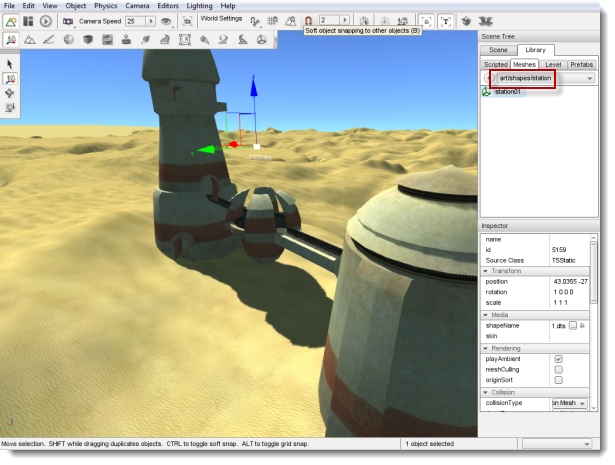 File Edit View Object Physics Camera Editors Lighting Help
Camera Speed 25 World Settings 2
Soft object snapping to other objects (B)
Scene Tree
Scene Library
Scripted Meshes Level Prefabs
art/shapes/station
station01
Inspector
name
id 5159
Source Class TSStatic
Transform
position 43.0355 -27
rotation 1 0 0 0
scale 1 1 1
Media
shapeName 1.dts ...
skin
Rendering
playAmbient
meshCulling
originSort
Collision
collisionType on Mesh
Move selection. SHIFT while dragging duplicates objects. CTRL to toggle soft snap. ALT to toggle grid snap. 1 object selected